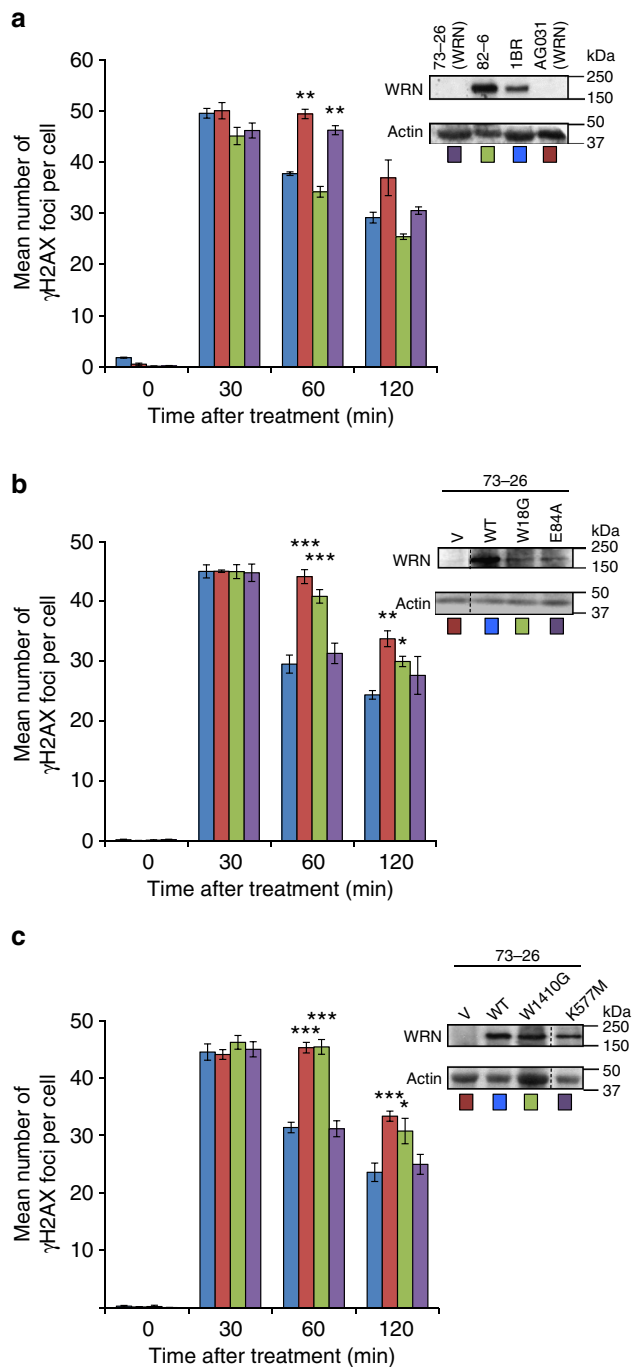 a
60
50
40
30
20
10
0
Mean number of
γH2AX foci per cell
**
**
0 30 60 120
Time after treatment (min)
73–26
(WRN)
82–6
1BR
AG031
(WRN)
kDa
WRN
250
150
Actin
50
37
b
50
40
30
20
10
0
Mean number of
γH2AX foci per cell
***
***
**
*
0 30 60 120
Time after treatment (min)
73–26
V WT W18G E84A
kDa
WRN
250
150
Actin
50
37
c
50
40
30
20
10
Mean number of
γH2AX foci per cell
***
***
***
*
0 30 60 120
Time after treatment (min)
73–26
V WT W1410G K577M
kDa
WRN
250
150
Actin
50
37